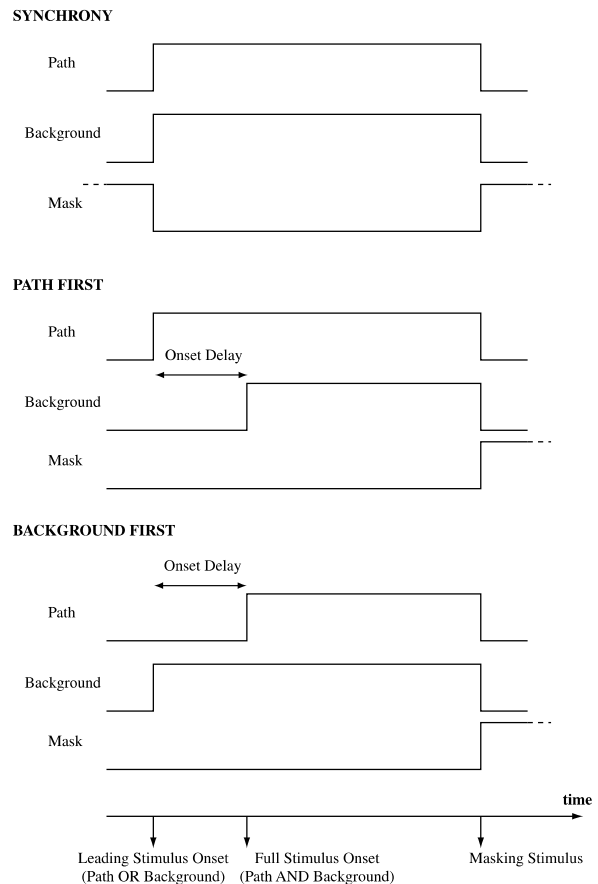 SYNCHRONY
Path
Background
Mask
PATH FIRST
Path
Onset Delay
Background
Mask
BACKGROUND FIRST
Onset Delay
Path
Background
Mask
time
Leading Stimulus Onset
(Path OR Background)
Full Stimulus Onset
(Path AND Background)
Masking Stimulus